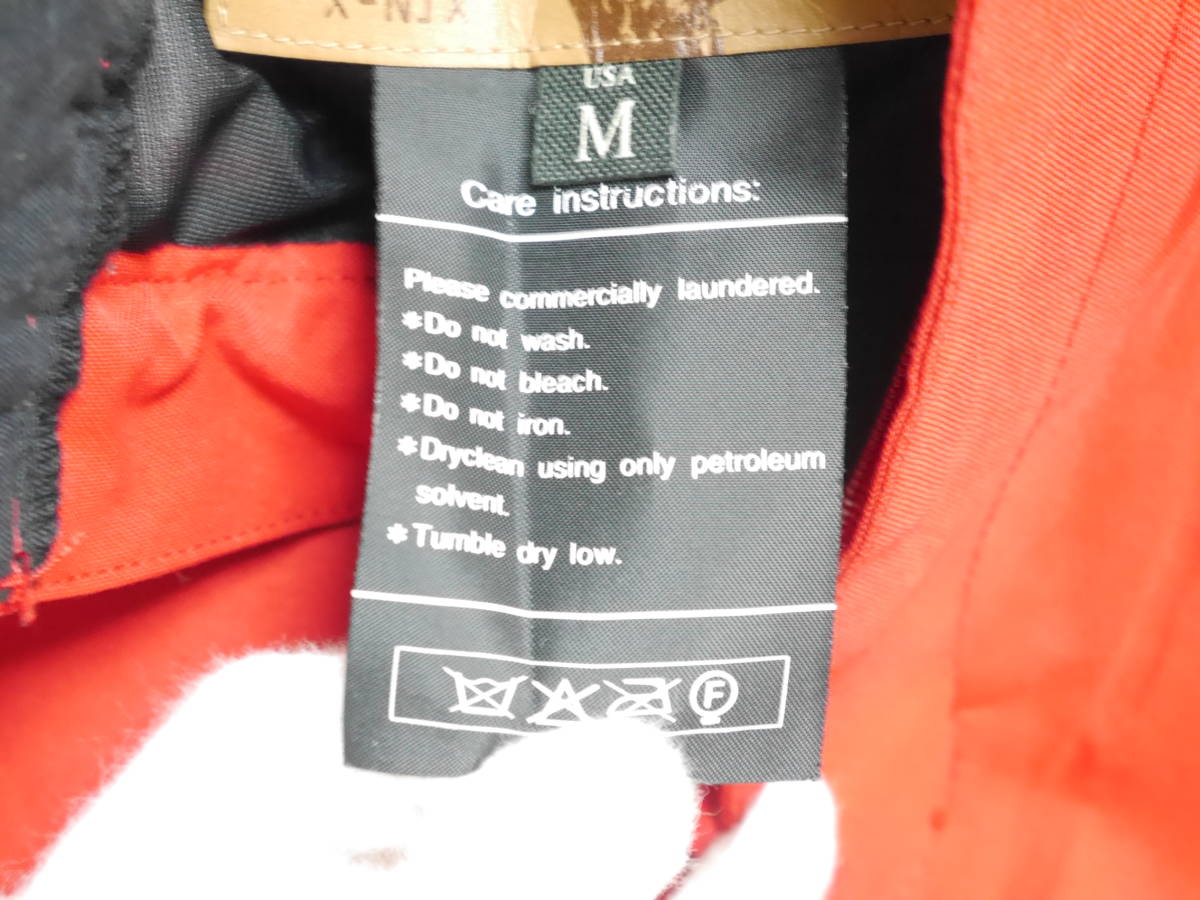 USA
M
Care instructions:
Please commercially laundered.
*Do not wash.
*Do not bleach.
*Do not iron.
*Dryclean using only petroleum
solvent.
*Tumble dry low.
F